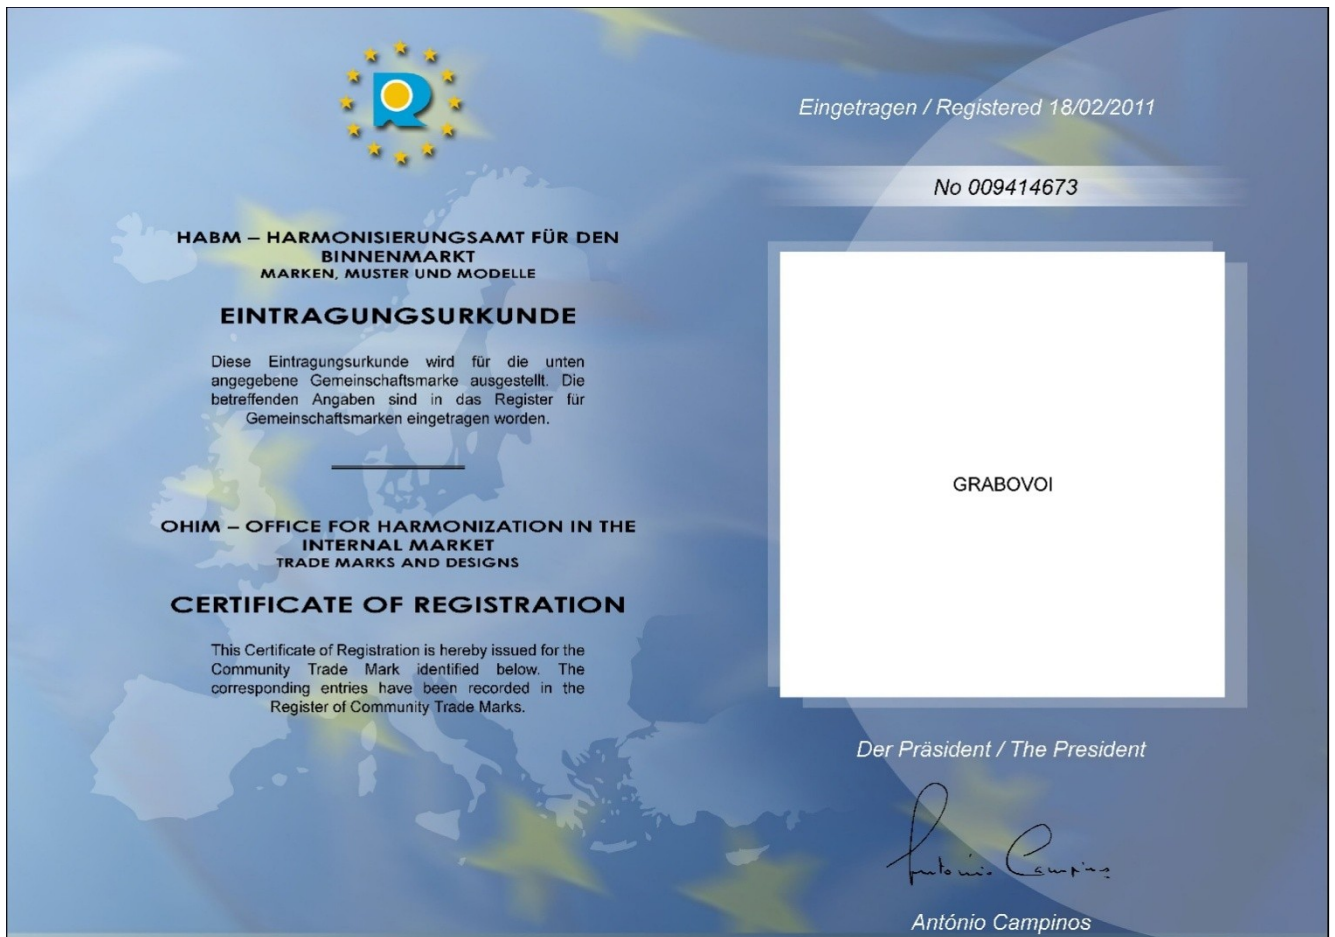 HABM – HARMONISIERUNGSAMT FÜR DEN
BINNENMARKT
MARKEN, MUSTER UND MODELLE
EINTRAGUNGSURKUNDE
Diese Eintragungsurkunde wird für die unten
angegebene Gemeinschaftsmarke ausgestellt. Die
betreffenden Angaben sind in das Register für
Gemeinschaftsmarken eingetragen worden.
OHIM – OFFICE FOR HARMONIZATION IN THE
INTERNAL MARKET
TRADE MARKS AND DESIGNS
CERTIFICATE OF REGISTRATION
This Certificate of Registration is hereby issued for the
Community Trade Mark identified below. The
corresponding entries have been recorded in the
Register of Community Trade Marks.
Eingetragen / Registered 18/02/2011
No 009414673
GRABOVOI
Der Präsident / The President
António Campinos
António Campinos